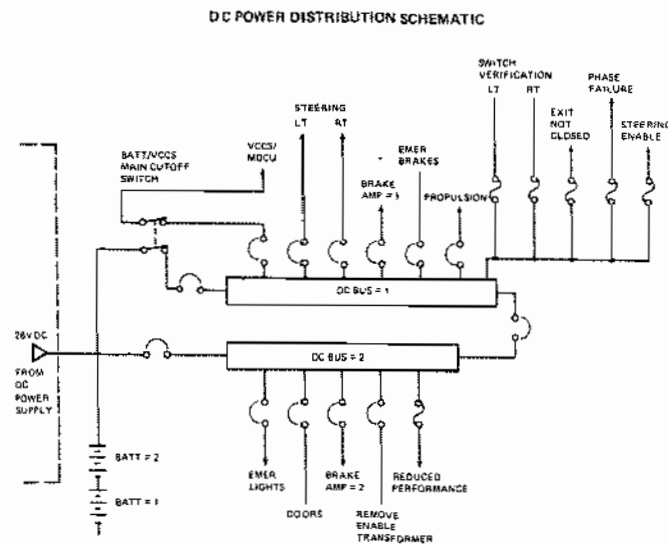 DC POWER DISTRIBUTION SCHEMATIC
SWITCH
VERIFICATION
LT RT
PHASE
FAILURE
STEERING
LT RT
EXIT
NOT
CLOSED
STEERING
ENABLE
BATT/VCCS
MAIN CUTOFF
SWITCH
VCCS/
MDCU
EMER
BRAKES
BRAKE
AMP = 1
PROPULSION
DC BUS = 1
28V DC
FROM
DC
POWER
SUPPLY
DC BUS = 2
BATT = 2
BATT = 1
EMER
LIGHTS
DOORS
BRAKE
AMP = 2
REMOVE
ENABLE
TRANSFORMER
REDUCED
PERFORMANCE